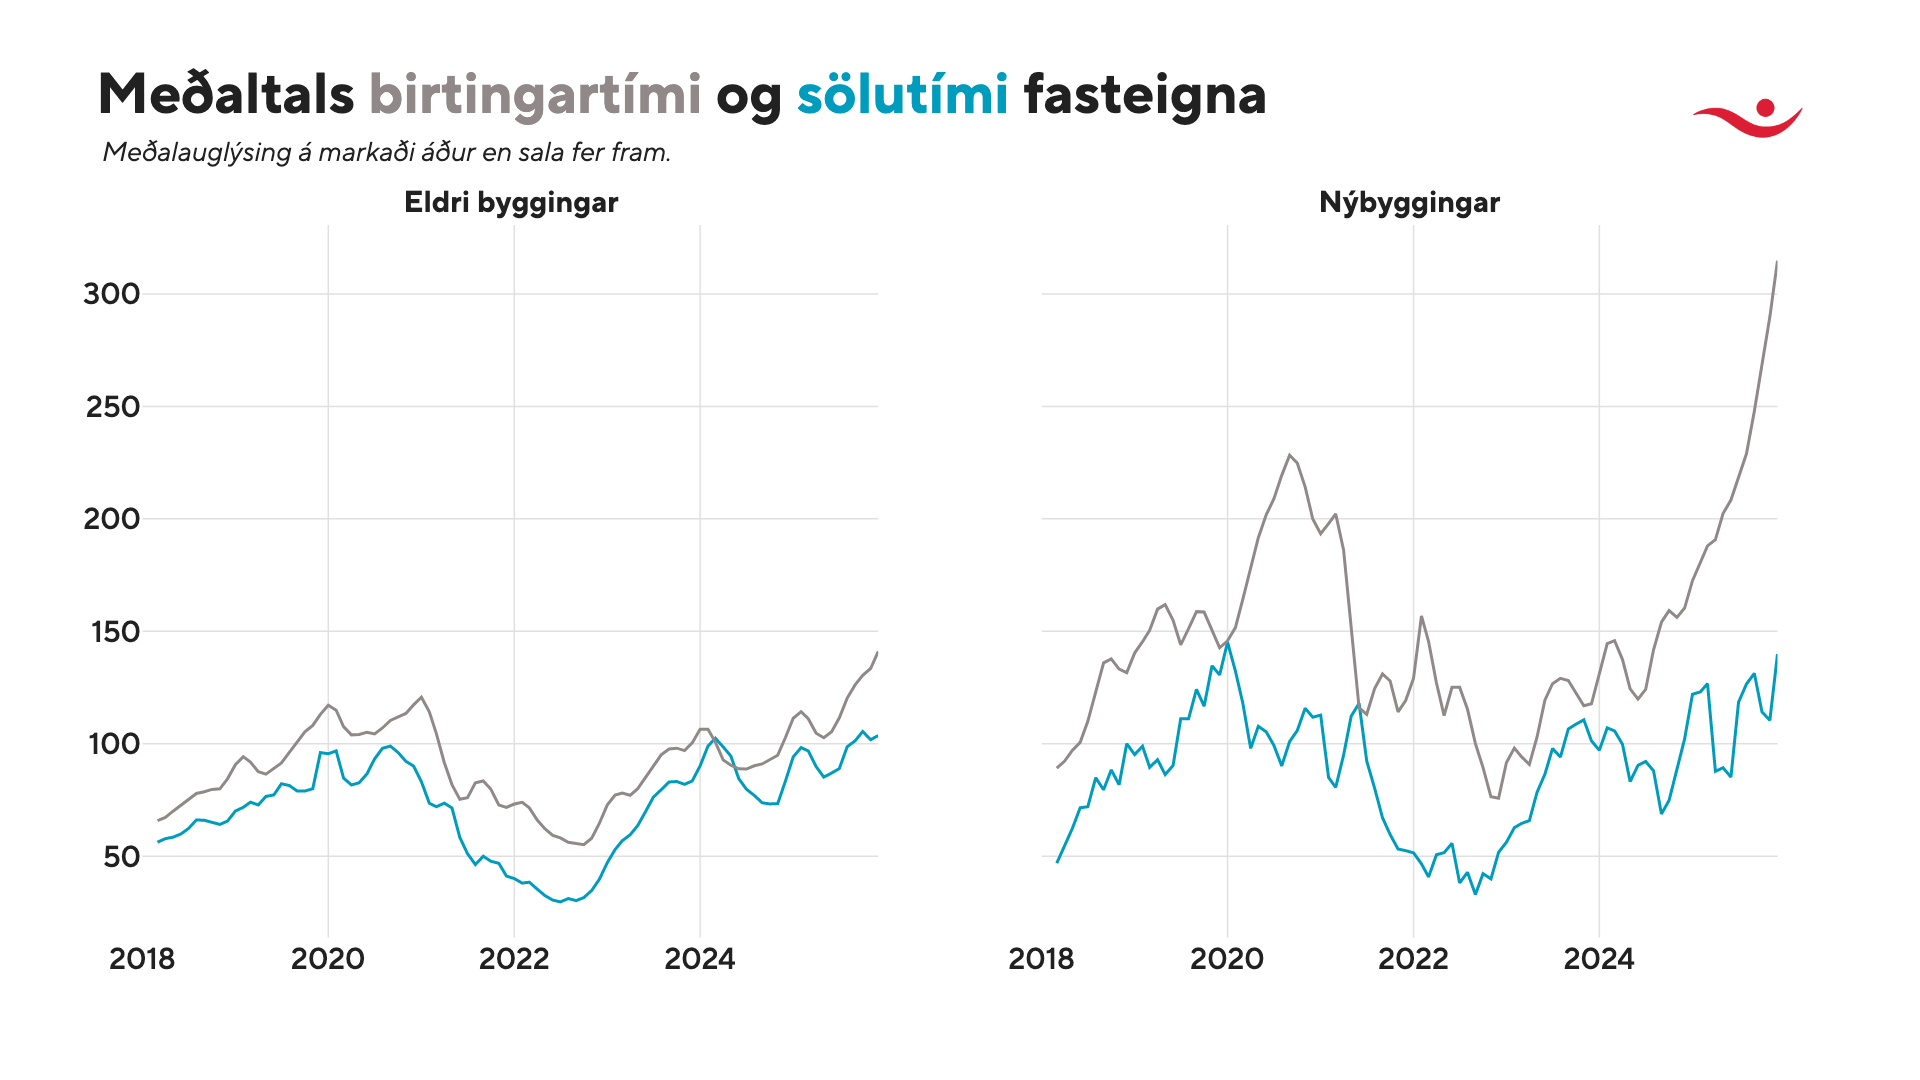 Meðaltals birtingartími og sölutími fasteigna
Meðalauglýsing á markaði áður en sala fer fram.
Eldri byggingar
Nýbyggingar
300
250
200
150
100
50
2018 2020 2022 2024
2018 2020 2022 2024